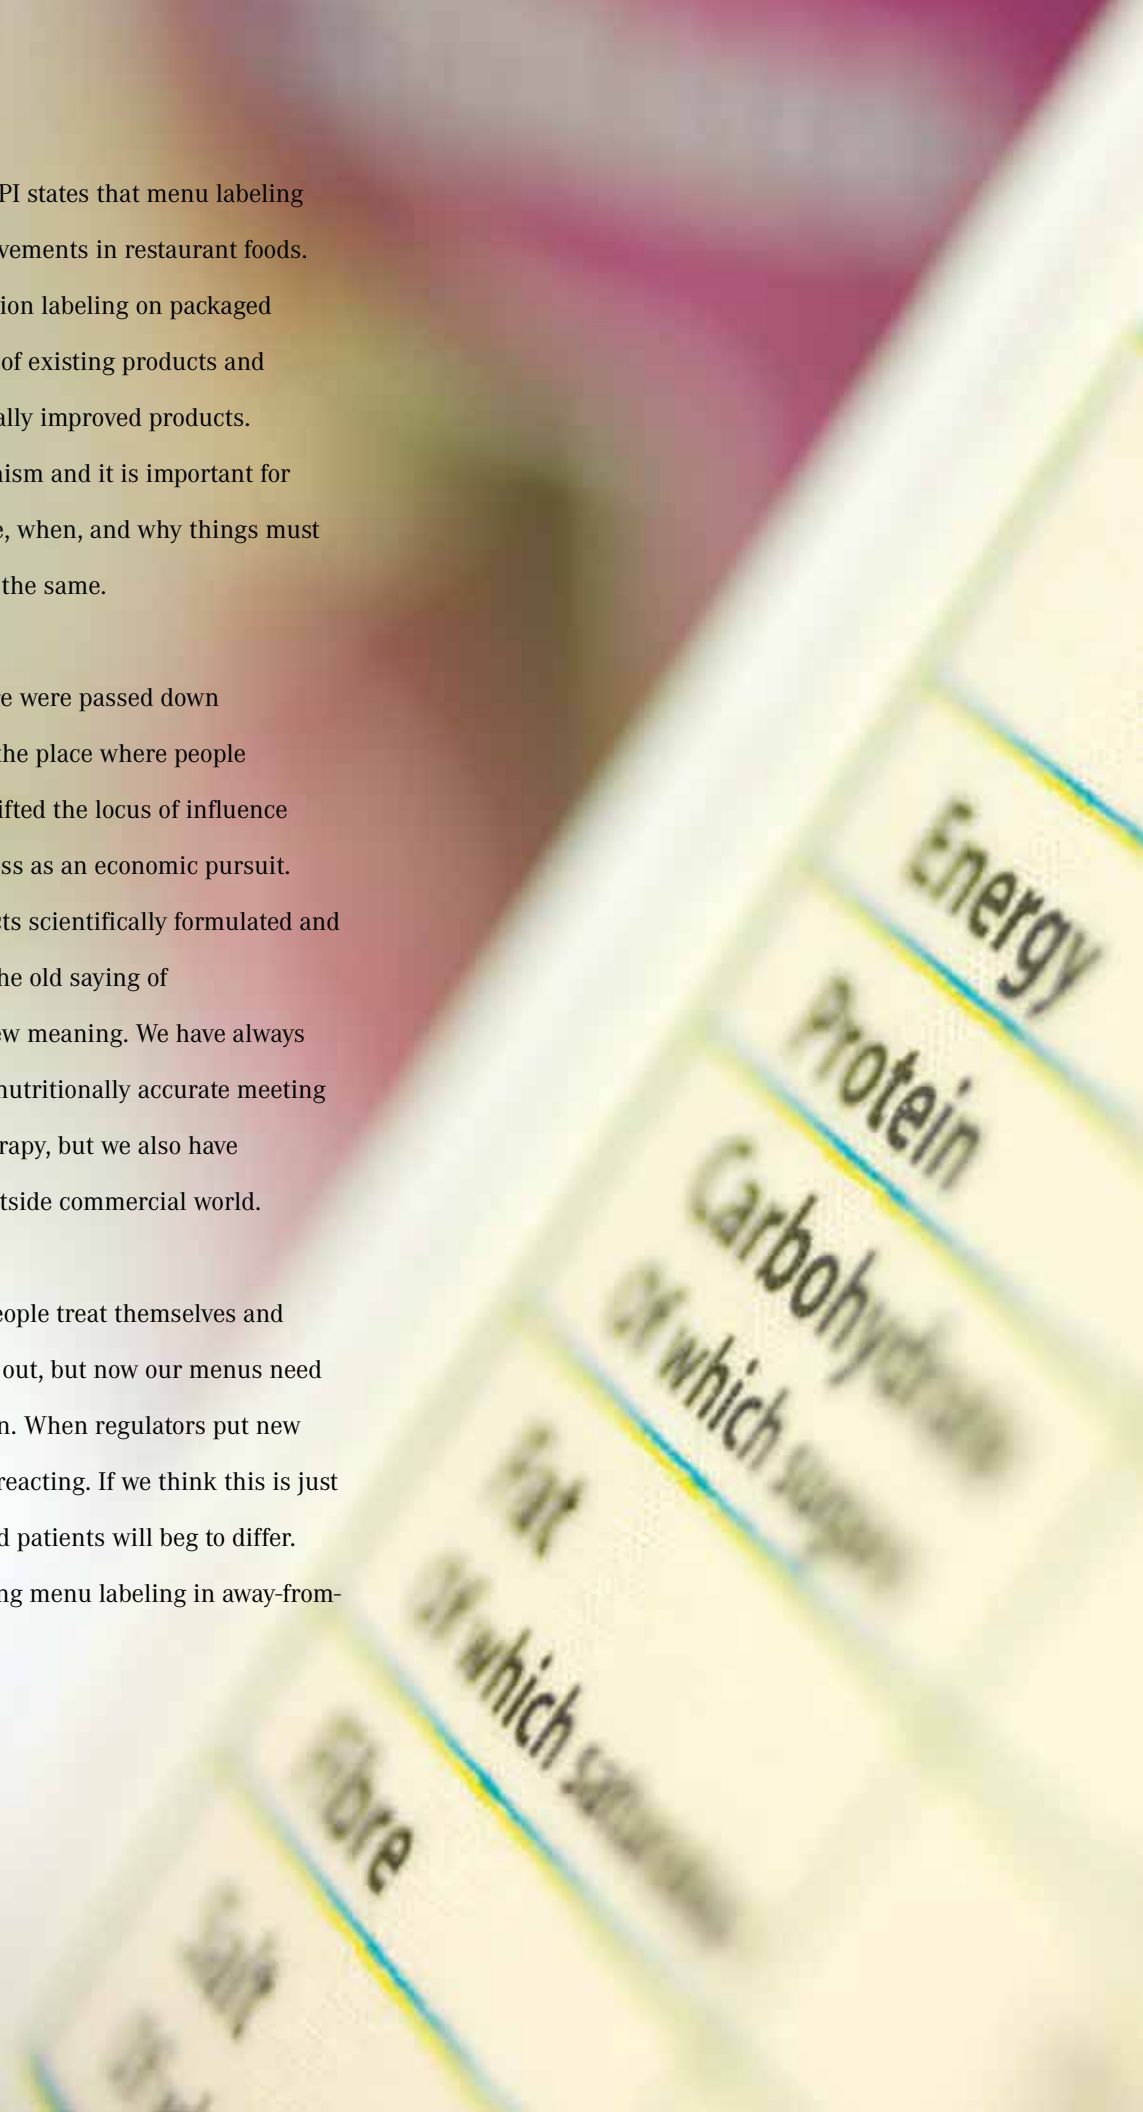 PI states that menu labeling
vements in restaurant foods.
ion labeling on packaged
of existing products and
ally improved products.
nism and it is important for
e, when, and why things must
the same.
re were passed down
the place where people
ifted the locus of influence
ss as an economic pursuit.
cts scientifically formulated and
he old saying of
ew meaning. We have always
nutritionally accurate meeting
rapy, but we also have
tside commercial world.
eople treat themselves and
out, but now our menus need
n. When regulators put new
reacting. If we think this is just
d patients will beg to differ.
ng menu labeling in away-from-
Energy
Protein
Carbohydrate
Of which sugars
Fat
Of which saturates
Fibre
Salt